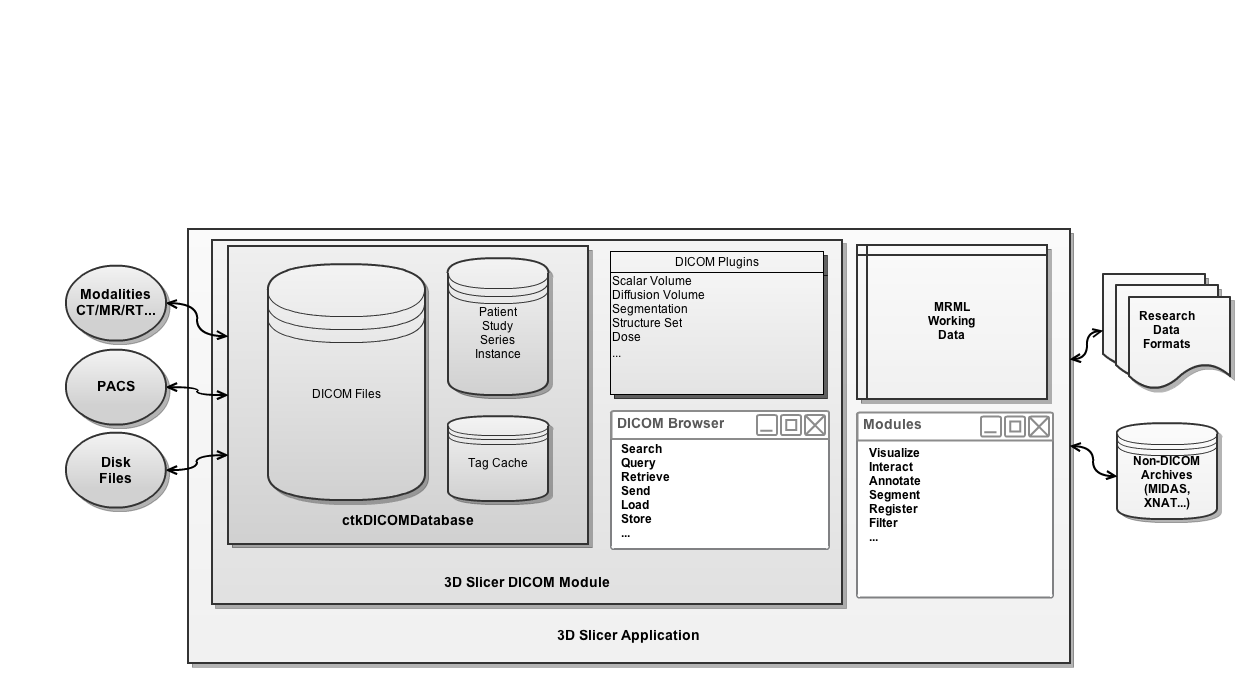 Modalities
CT/MR/RT...
PACS
Disk
Files
DICOM Files
Patient
Study
Series
Instance
Tag Cache
ctkDICOMDatabase
DICOM Plugins
Scalar Volume
Diffusion Volume
Segmentation
Structure Set
Dose
...
DICOM Browser
Search
Query
Retrieve
Send
Load
Store
...
3D Slicer DICOM Module
MRML
Working
Data
Modules
Visualize
Interact
Annotate
Segment
Register
Filter
...
3D Slicer Application
Research
Data
Formats
Non-DICOM
Archives
(MIDAS,
XNAT...)